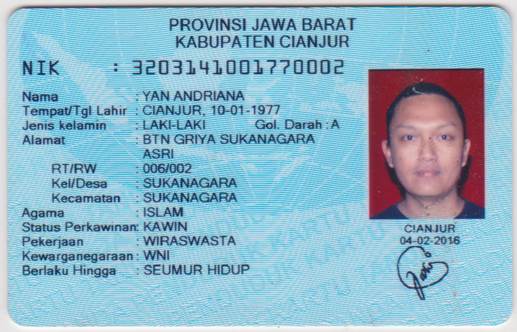 PROVINSI JAWA BARAT
KABUPATEN CIANJUR
NIK : 3203141001770002
Nama : YAN ANDRIANA
Tempat/Tgl Lahir : CIANJUR, 10-01-1977
Jenis kelamin : LAKI-LAKI Gol. Darah : A
Alamat : BTN GRIYA SUKANAGARA
ASRI
RT/RW : 006/002
Kel/Desa : SUKANAGARA
Kecamatan : SUKANAGARA
Agama : ISLAM
Status Perkawinan: KAWIN
Pekerjaan : WIRASWASTA
Kewarganegaraan: WNI
Berlaku Hingga : SEUMUR HIDUP
CIANJUR
04-02-2016